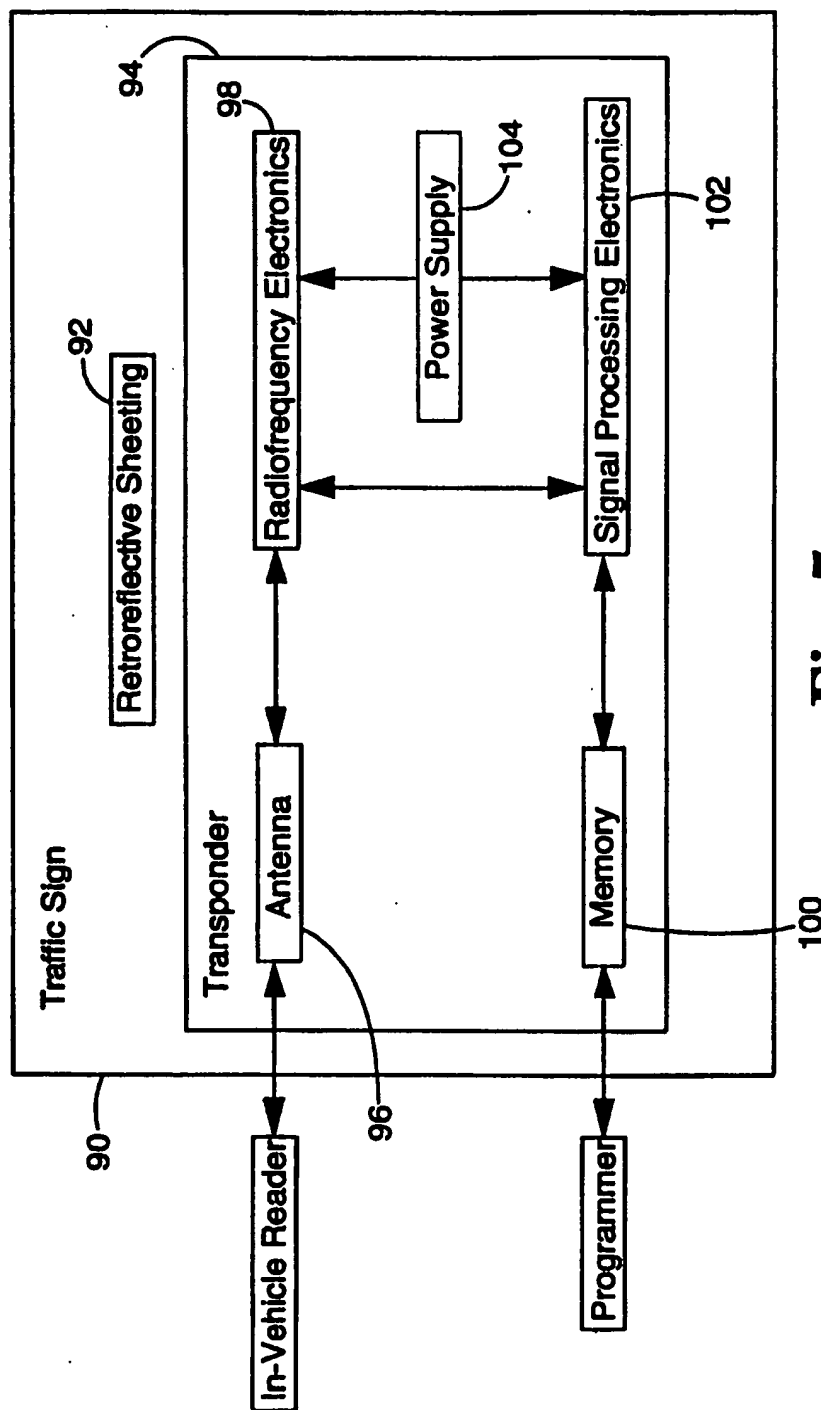 Traffic Sign
90
Retroreflective Sheeting
92
94
Transponder
In-Vehicle Reader
Antenna
96
Radiofrequency Electronics
98
Power Supply
104
Programmer
Memory
100
Signal Processing Electronics
102